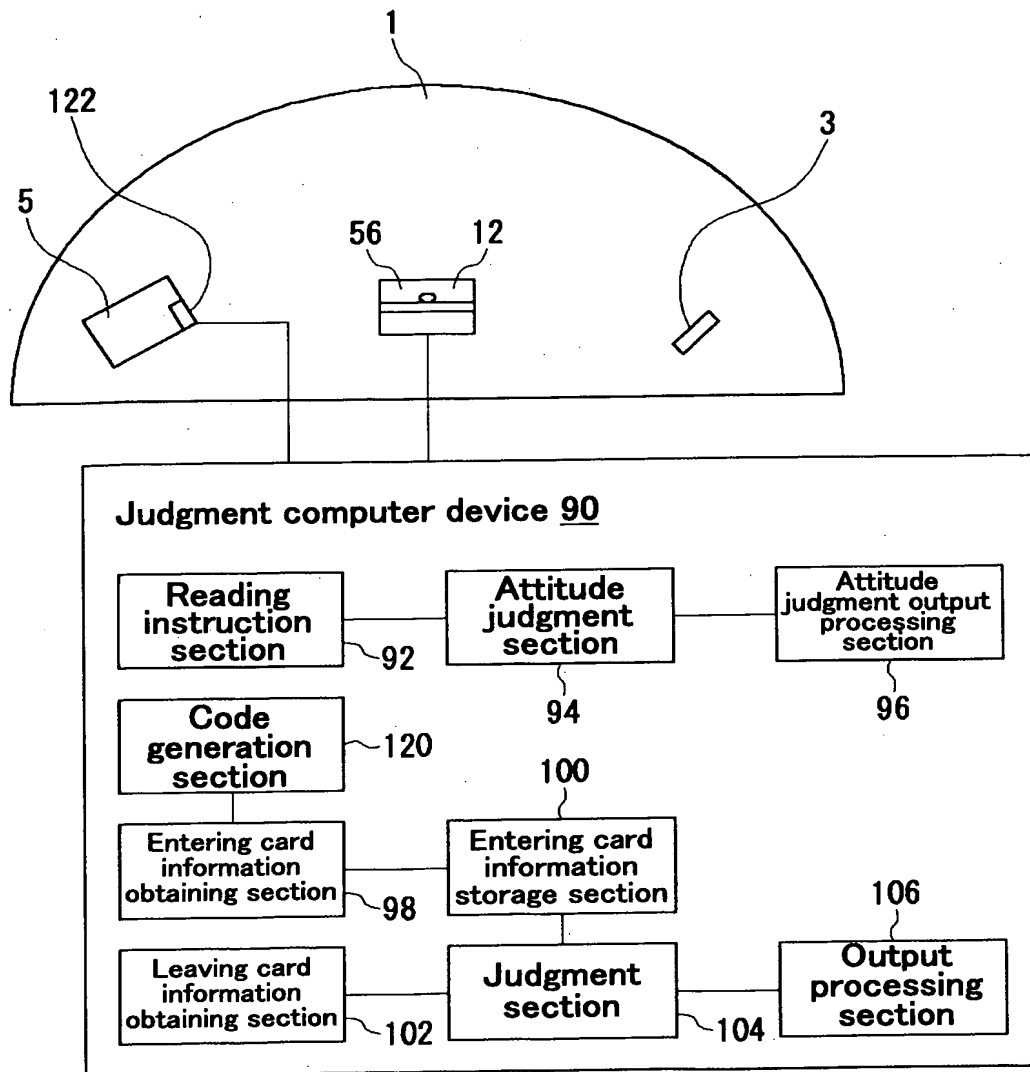 1
122
3
5
56
12
Judgment computer device 90
Reading
instruction
section
92
Attitude
judgment
section
94
Attitude
judgment output
processing
section
96
Code
generation
section
120
100
Entering card
information
obtaining section
98
Entering card
information
storage section
106
Leaving card
information
obtaining section
102
Judgment
section
104
Output
processing
section